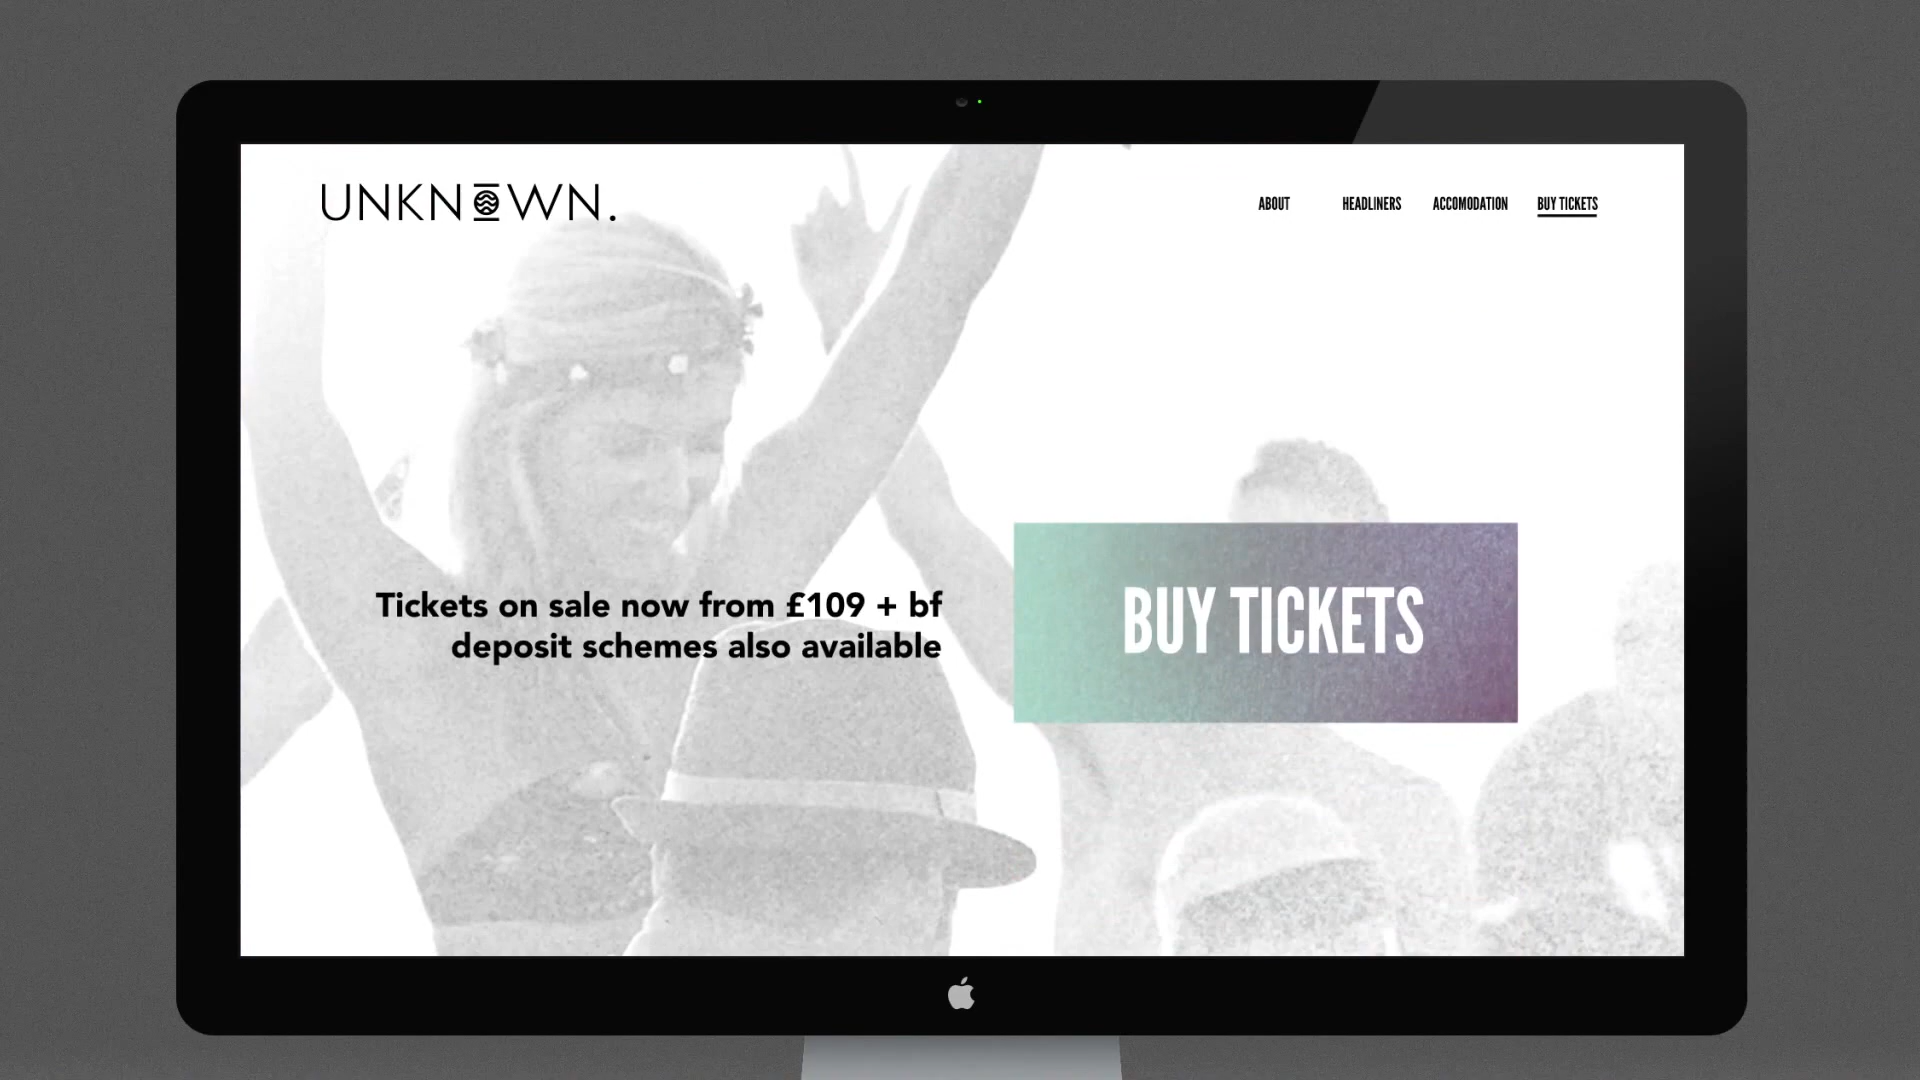 UNKNOWN.
ABOUT HEADLINERS ACCOMODATION BUY TICKETS
Tickets on sale now from £109 + bf
deposit schemes also available
BUY TICKETS